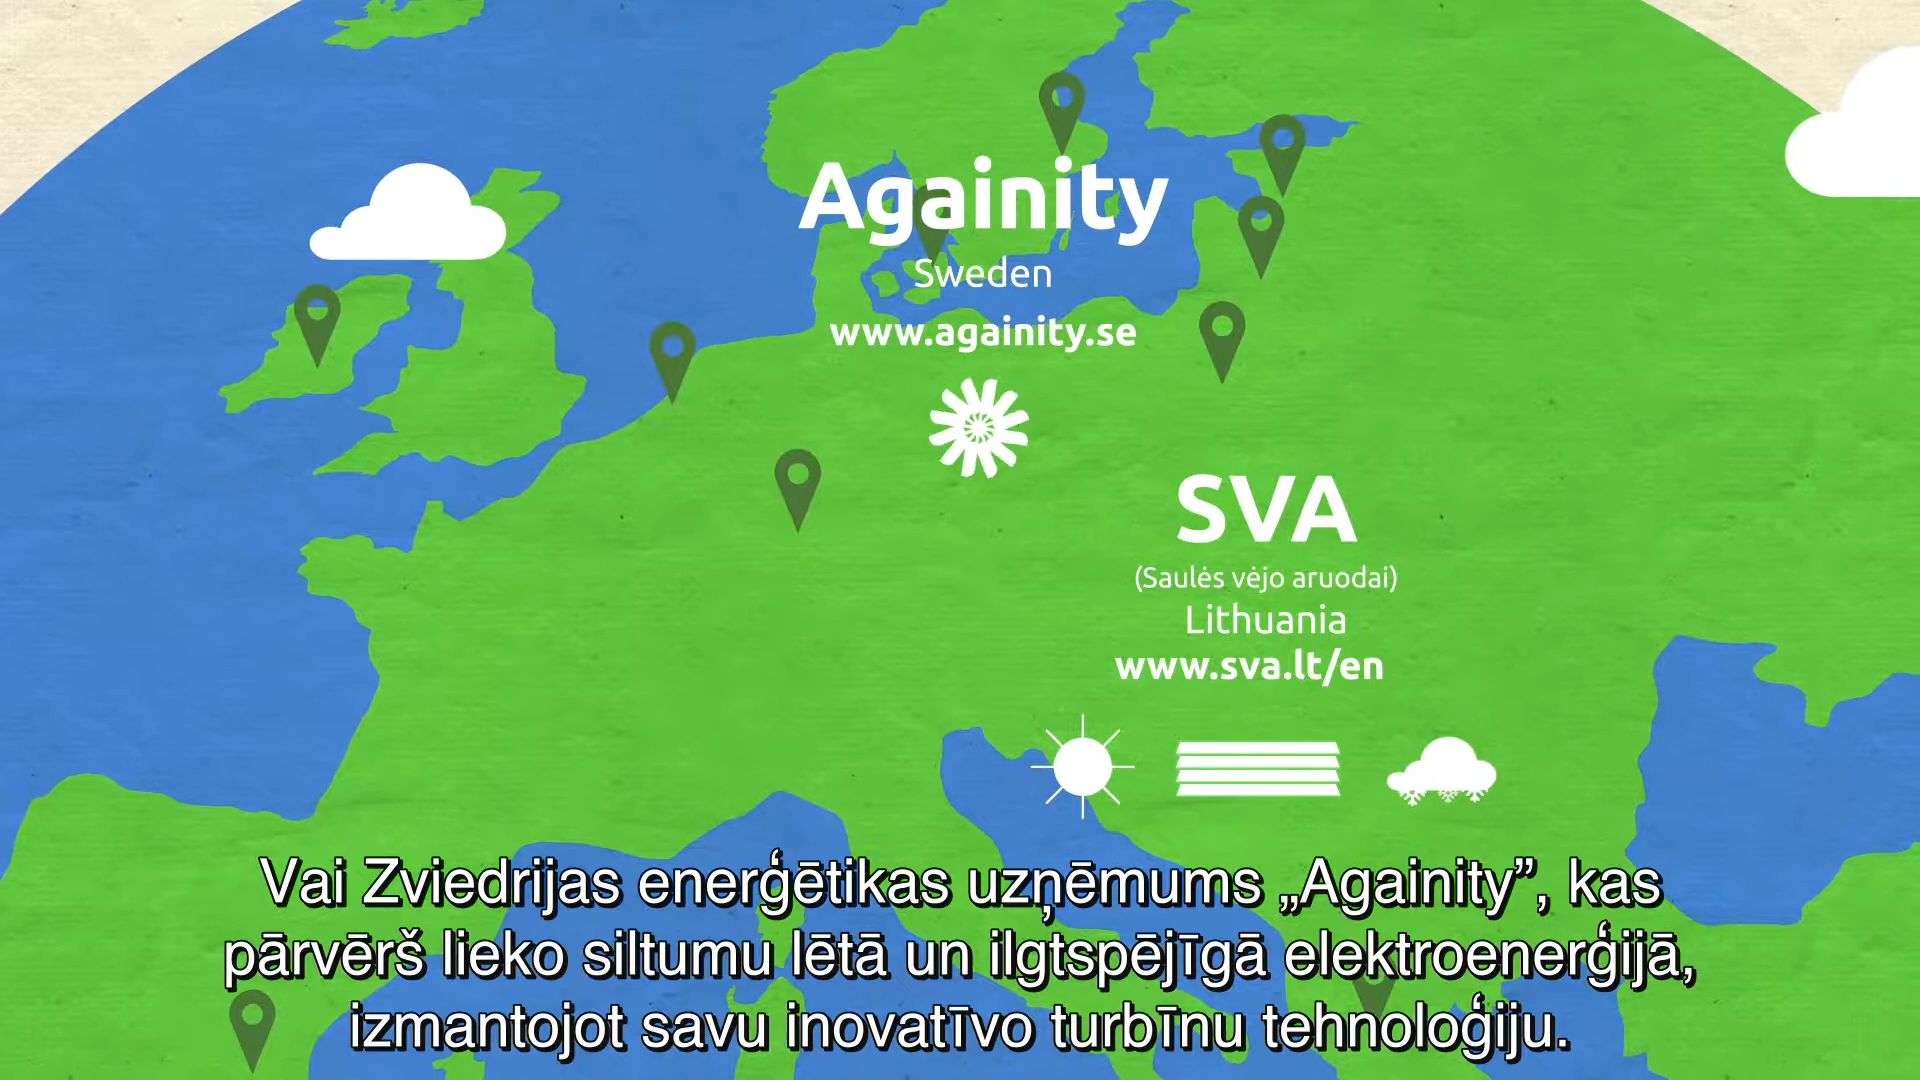 Againity
Sweden
www.againity.se
SVA
(Saulės vėjo aruodai)
Lithuania
www.sva.lt/en
Vai Zviedrijas enerģētikas uzņēmums „Againity”, kas
pārvērš lieko siltumu lētā un ilgtspējīgā elektroenerģijā,
izmantojot savu inovatīvo turbīnu tehnoloģiju.